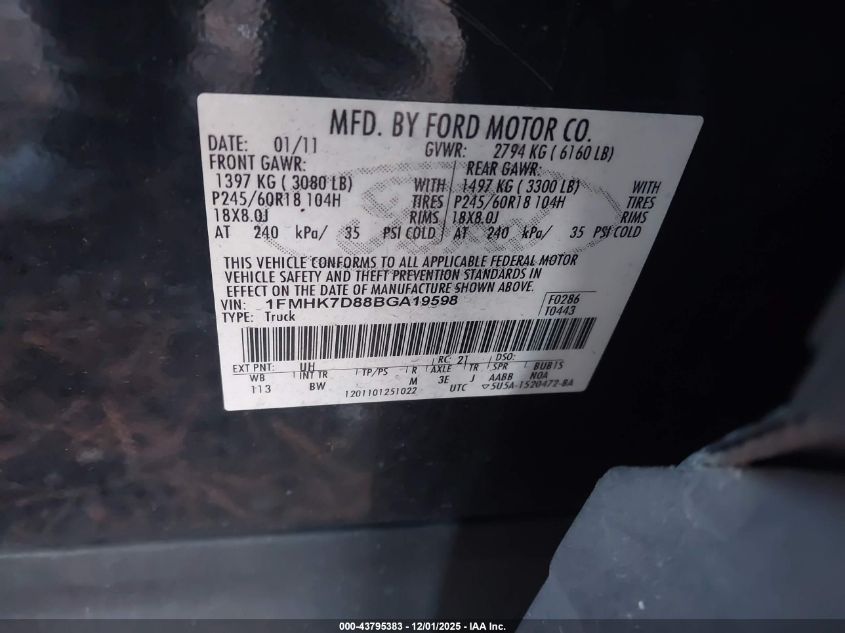 MFD. BY FORD MOTOR CO.
DATE: 01/11 GVWR: 2794 KG ( 6160 LB)
FRONT GAWR: REAR GAWR:
1397 KG ( 3080 LB) WITH 1497 KG ( 3300 LB) WITH
P245/60R18 104H TIRES P245/60R18 104H TIRES
18X8.0J RIMS 18X8.0J RIMS
AT 240 kPa/ 35 PSI COLD AT 240 kPa/ 35 PSI COLD
THIS VEHICLE CONFORMS TO ALL APPLICABLE FEDERAL MOTOR
VEHICLE SAFETY AND THEFT PREVENTION STANDARDS IN
EFFECT ON THE DATE OF MANUFACTURE SHOWN ABOVE.
VIN: 1FMHK7D88BGA19598 F0286
TYPE: Truck T0443
EXT PNT: UH RC: 21 DSO:
WB INT TR TP/PS R AXLE TR SPR BUB1S
113 BW M 3E J AABB N0A
1201101251022 UTC 5U5A-1520472-BA
000-43795383 - 12/01/2025 - IAA Inc.